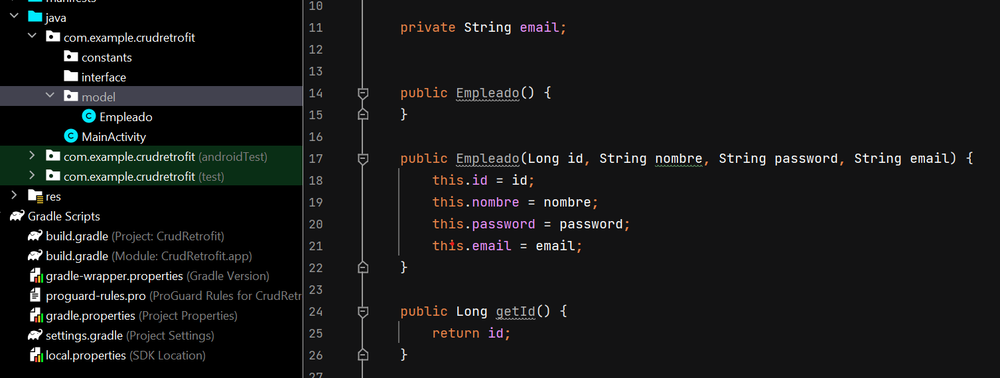 manifests
java
com.example.crudretrofit
constants
interface
model
Empleado
MainActivity
com.example.crudretrofit (androidTest)
com.example.crudretrofit (test)
res
Gradle Scripts
build.gradle (Project: CrudRetrofit)
build.gradle (Module: CrudRetrofit.app)
gradle-wrapper.properties (Gradle Version)
proguard-rules.pro (ProGuard Rules for CrudRetr
gradle.properties (Project Properties)
settings.gradle (Project Settings)
local.properties (SDK Location)
10
11 private String email;
12
13
14 public Empleado() {
15 }
16
17 public Empleado(Long id, String nombre, String password, String email) {
18 this.id = id;
19 this.nombre = nombre;
20 this.password = password;
21 this.email = email;
22 }
23
24 public Long getId() {
25 return id;
26 }
27